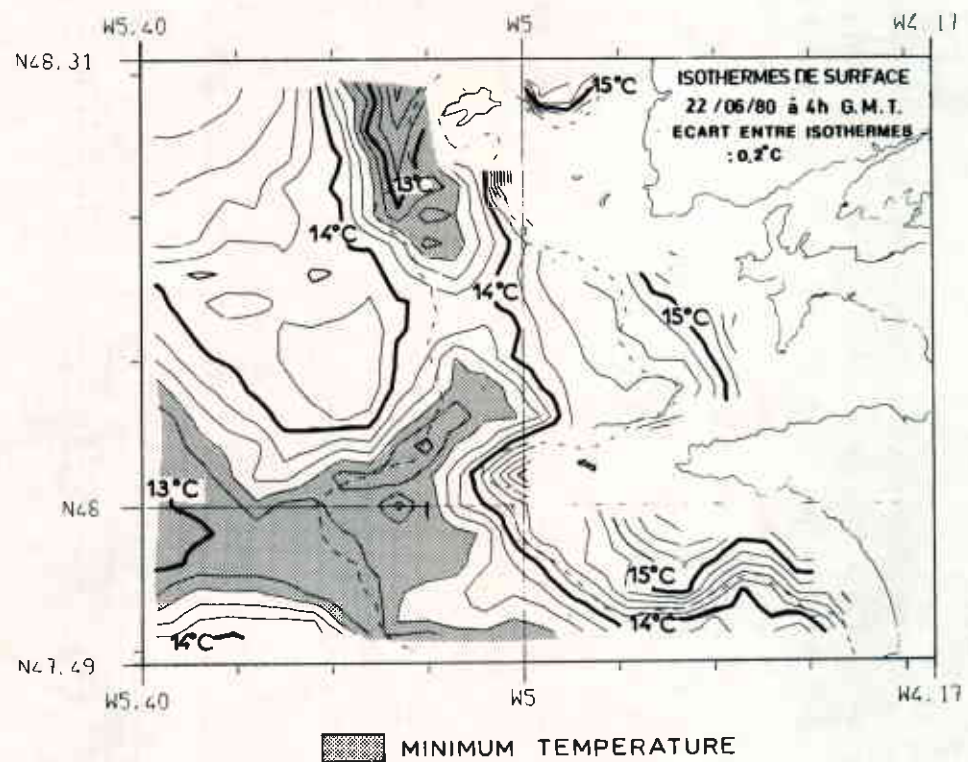 W5.40 W5 W4.17
N48.31
15°C
ISOTHERMES DE SURFACE
22/06/80 à 4h G.M.T.
ECART ENTRE ISOTHERMES
: 0,2°C
13°C
14°C
14°C
15°C
13°C
N48
15°C
14°C
14°C
N47.49
W5.40 W5 W4.17
MINIMUM TEMPERATURE